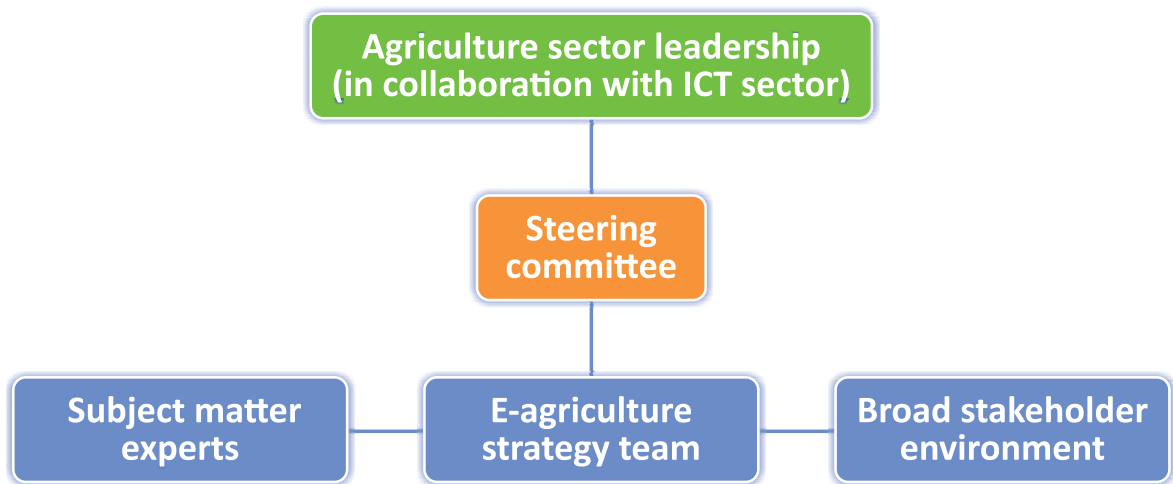 Agriculture sector leadership
(in collaboration with ICT sector)
Steering
committee
Subject matter
experts
E-agriculture
strategy team
Broad stakeholder
environment